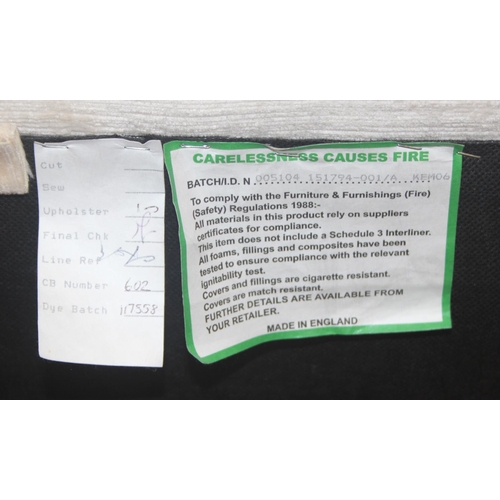 Cut
Sew
Upholster
Final Chk
Line Ref
CB Number 602
Dye Batch 117558
CARELESSNESS CAUSES FIRE
BATCH/I.D. N 005104 151794-001/A KEM06
To comply with the Furniture & Furnishings (Fire)
(Safety) Regulations 1988:-
All materials in this product rely on suppliers
certificates for compliance.
This item does not include a Schedule 3 Interliner.
All foams, fillings and composites have been
tested to ensure compliance with the relevant
ignitability test.
Covers and fillings are cigarette resistant.
Covers are match resistant.
FURTHER DETAILS ARE AVAILABLE FROM
YOUR RETAILER.
MADE IN ENGLAND